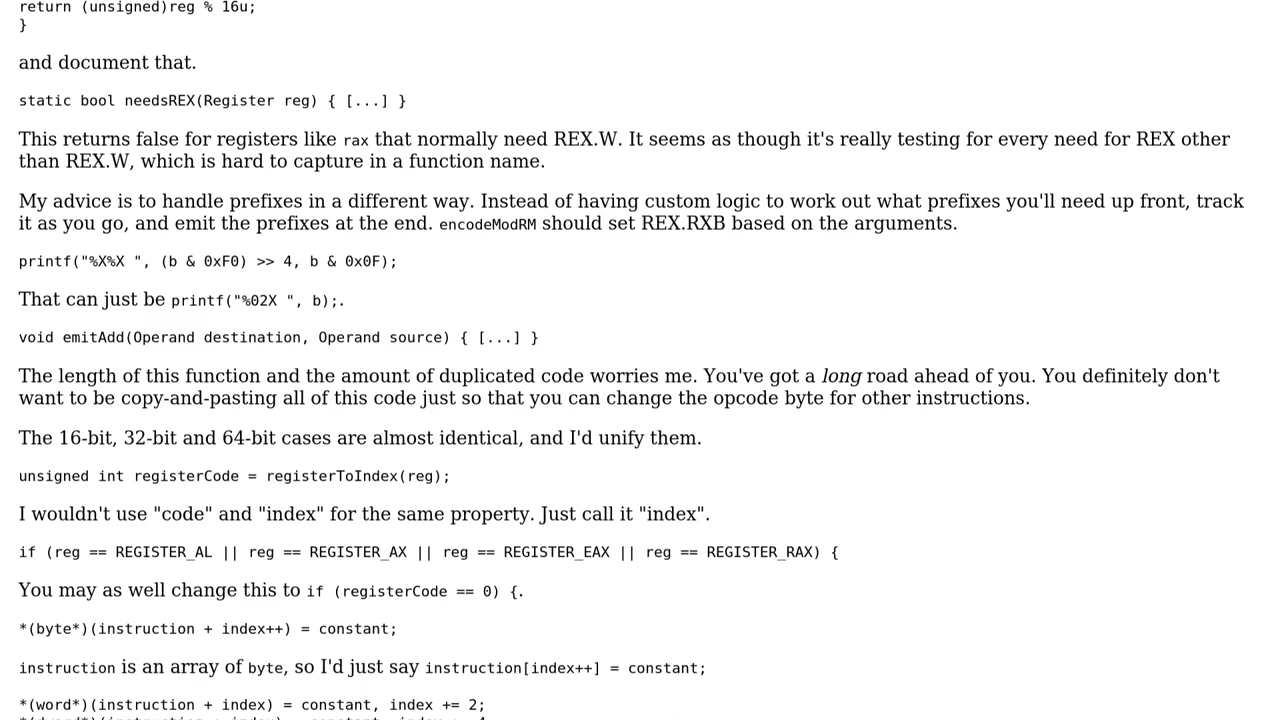 return (unsigned)reg % 16u;
}
and document that.
static bool needsREX(Register reg) { [...] }
This returns false for registers like rax that normally need REX.W. It seems as though it's really testing for every need for REX other
than REX.W, which is hard to capture in a function name.
My advice is to handle prefixes in a different way. Instead of having custom logic to work out what prefixes you'll need up front, track
it as you go, and emit the prefixes at the end. encodeModRM should set REX.RXB based on the arguments.
printf("%X%X ", (b & 0xF0) >> 4, b & 0x0F);
That can just be printf("%02X ", b);.
void emitAdd(Operand destination, Operand source) { [...] }
The length of this function and the amount of duplicated code worries me. You've got a long road ahead of you. You definitely don't
want to be copy-and-pasting all of this code just so that you can change the opcode byte for other instructions.
The 16-bit, 32-bit and 64-bit cases are almost identical, and I'd unify them.
unsigned int registerCode = registerToIndex(reg);
I wouldn't use "code" and "index" for the same property. Just call it "index".
if (reg == REGISTER_AL || reg == REGISTER_AX || reg == REGISTER_EAX || reg == REGISTER_RAX) {
You may as well change this to if (registerCode == 0) {.
*(byte*)(instruction + index++) = constant;
instruction is an array of byte, so I'd just say instruction[index++] = constant;
*(word*)(instruction + index) = constant, index += 2;